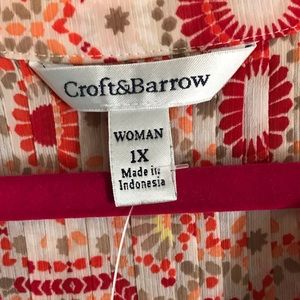 Croft&Barrow
WOMAN
1X
Made in
Indonesia